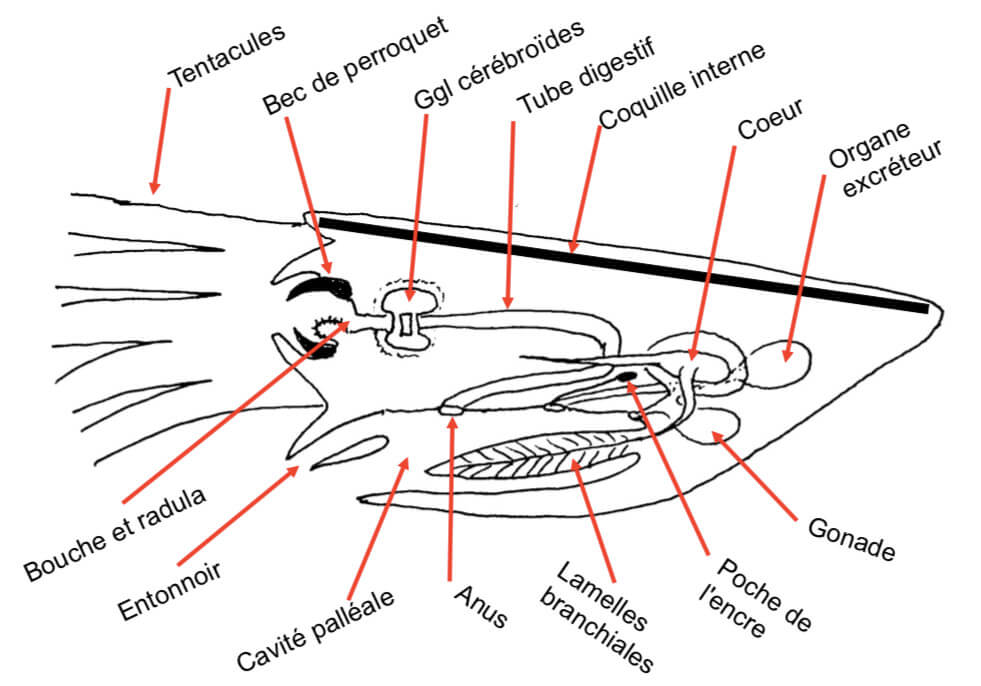 Tentacules
Bec de perroquet
Ggl cérébroïdes
Tube digestif
Coquille interne
Coeur
Organe
excréteur
Bouche et radula
Entonnoir
Cavité palléale
Anus
Lamelles
branchiales
Poche de
l'encre
Gonade